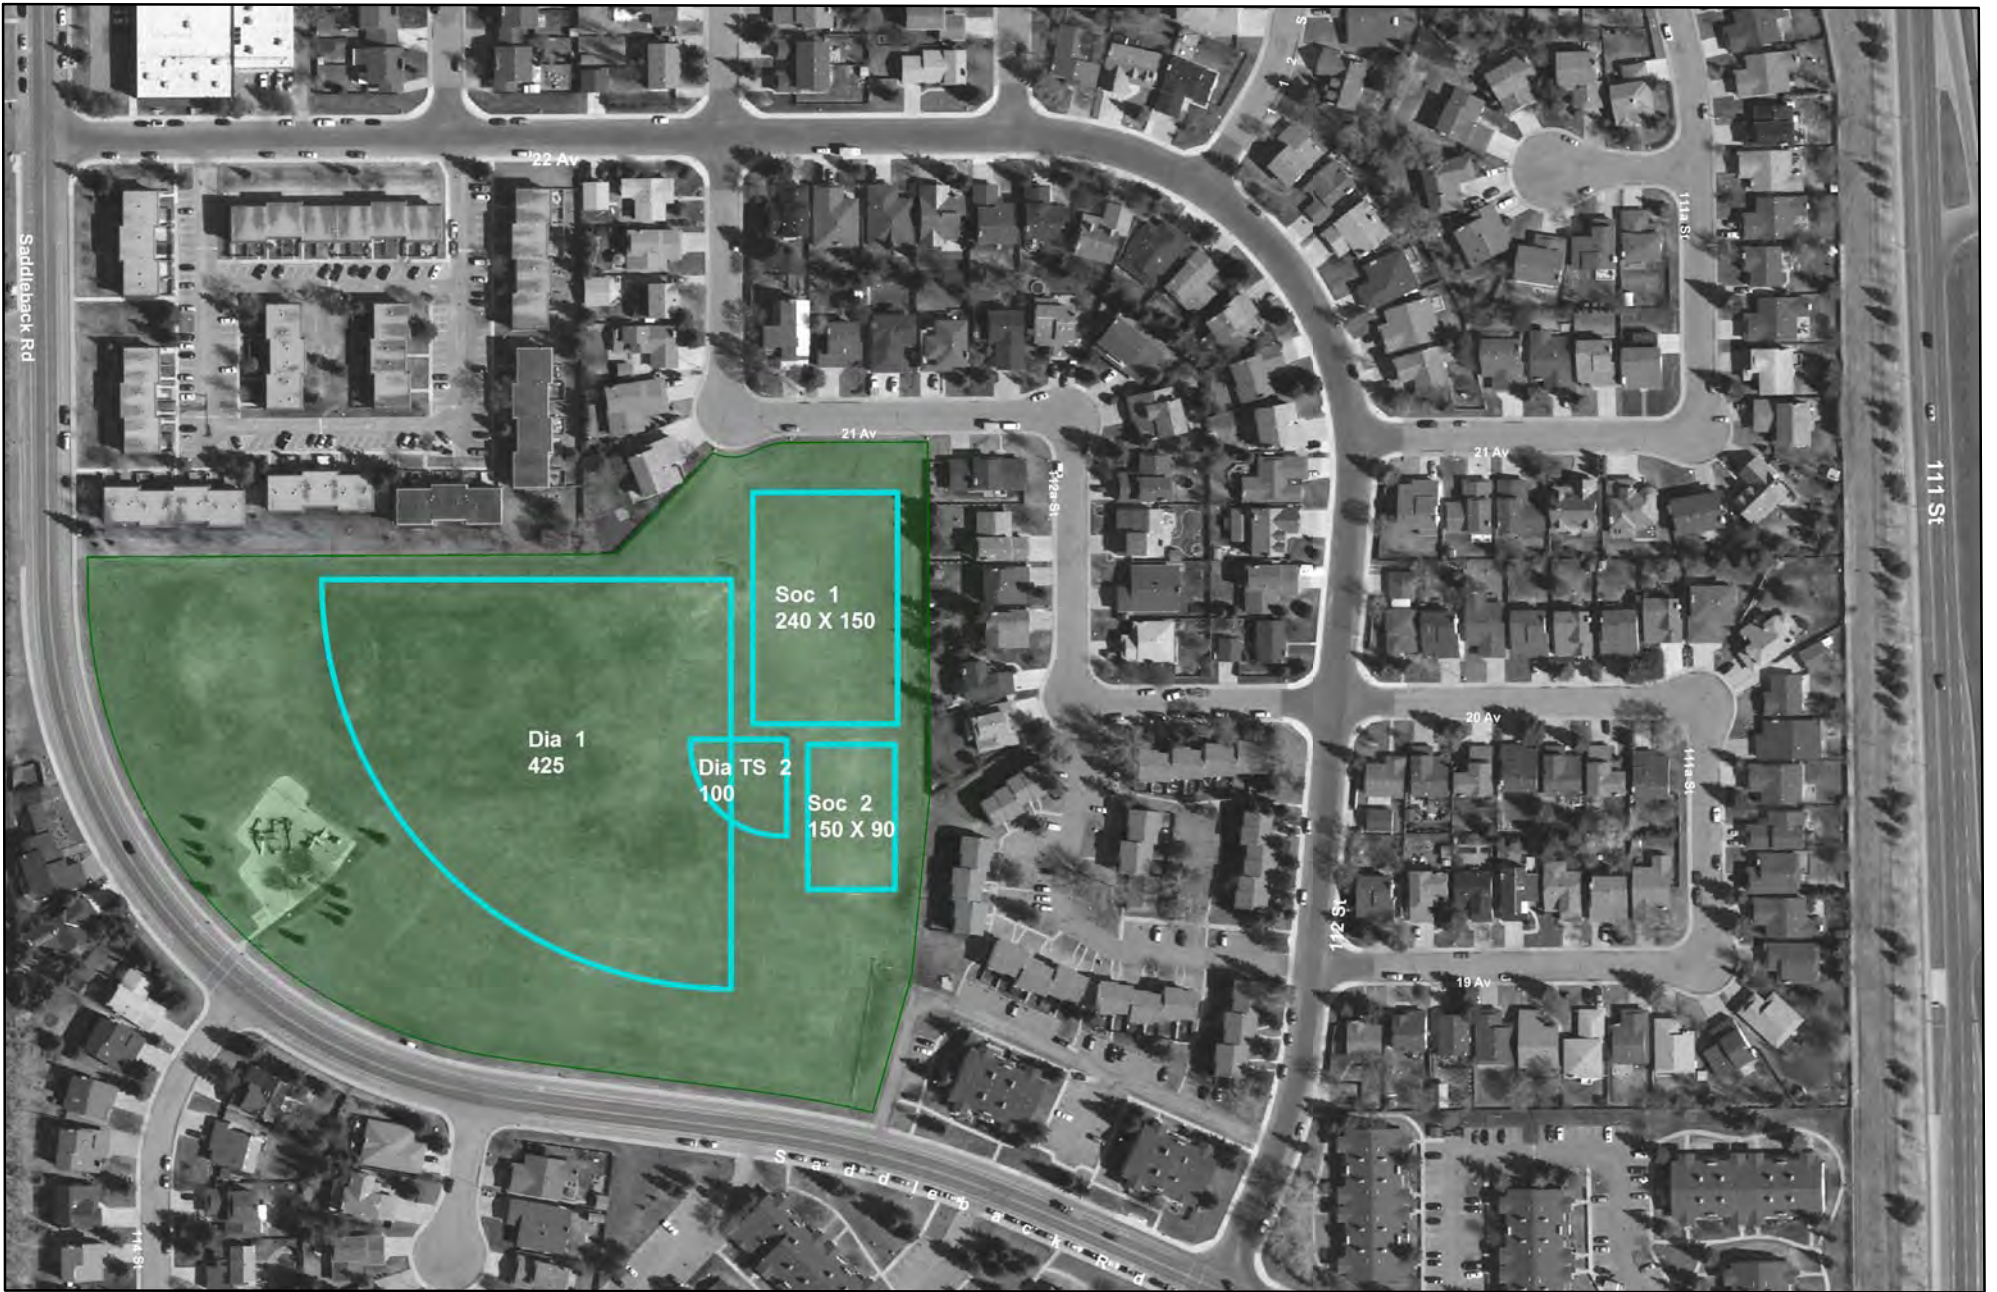 S
112
22 Av
111a St
Saddleback Rd
21 Av
21 Av
112a St
111 St
Soc 1
240 X 150
20 Av
Dia 1
425
Dia TS 2
100
Soc 2
150 X 90
111a St
112 St
19 Av
Saddleback Rd
114 St